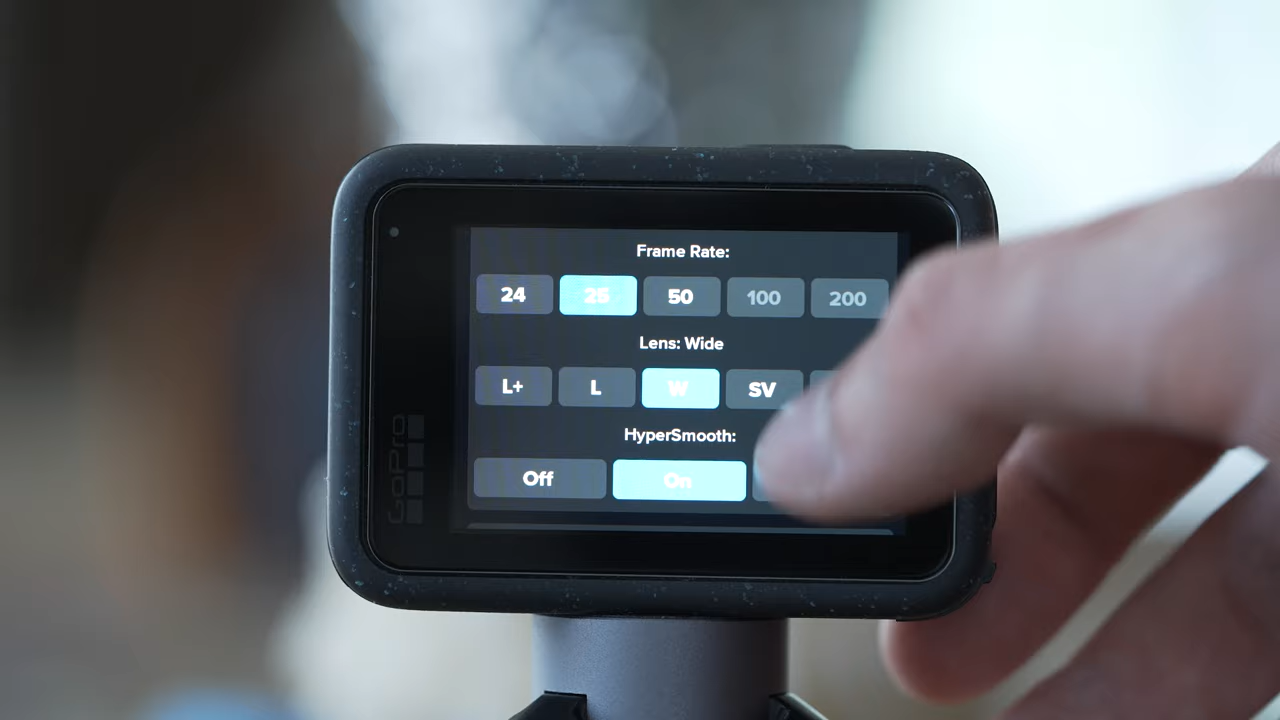 Frame Rate:
24 25 50 100 200
Lens: Wide
L+ L W SV
HyperSmooth:
Off On
GoPro